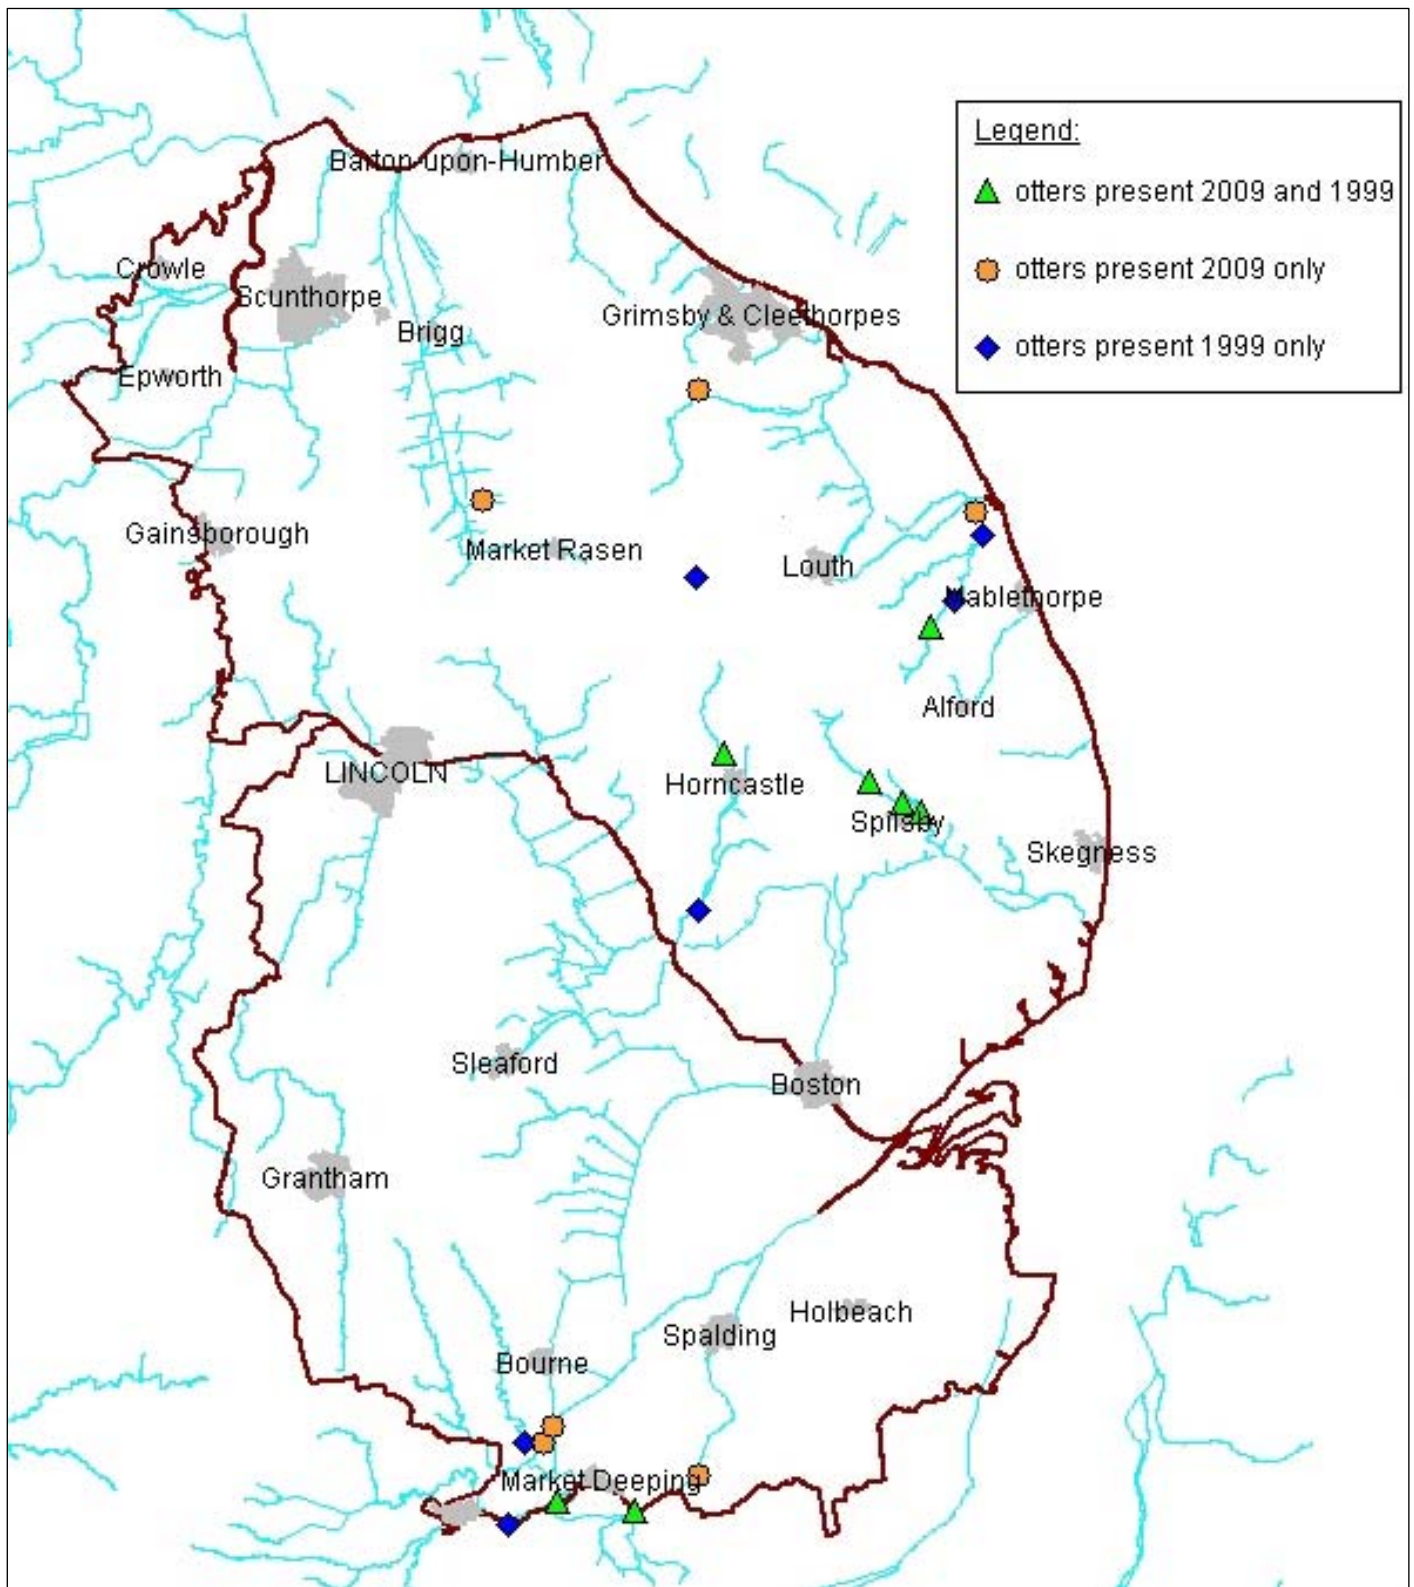 Legend:
otters present 2009 and 1999
otters present 2009 only
otters present 1999 only
Barton-upon-Humber
Crowle
Scunthorpe
Grimsby & Cleethorpes
Brigg
Epworth
Gainsborough
Market Rasen
Louth
Mablethorpe
Alford
LINCOLN
Horncastle
Spilsby
Skegness
Sleaford
Boston
Grantham
Holbeach
Spalding
Bourne
Market Deeping